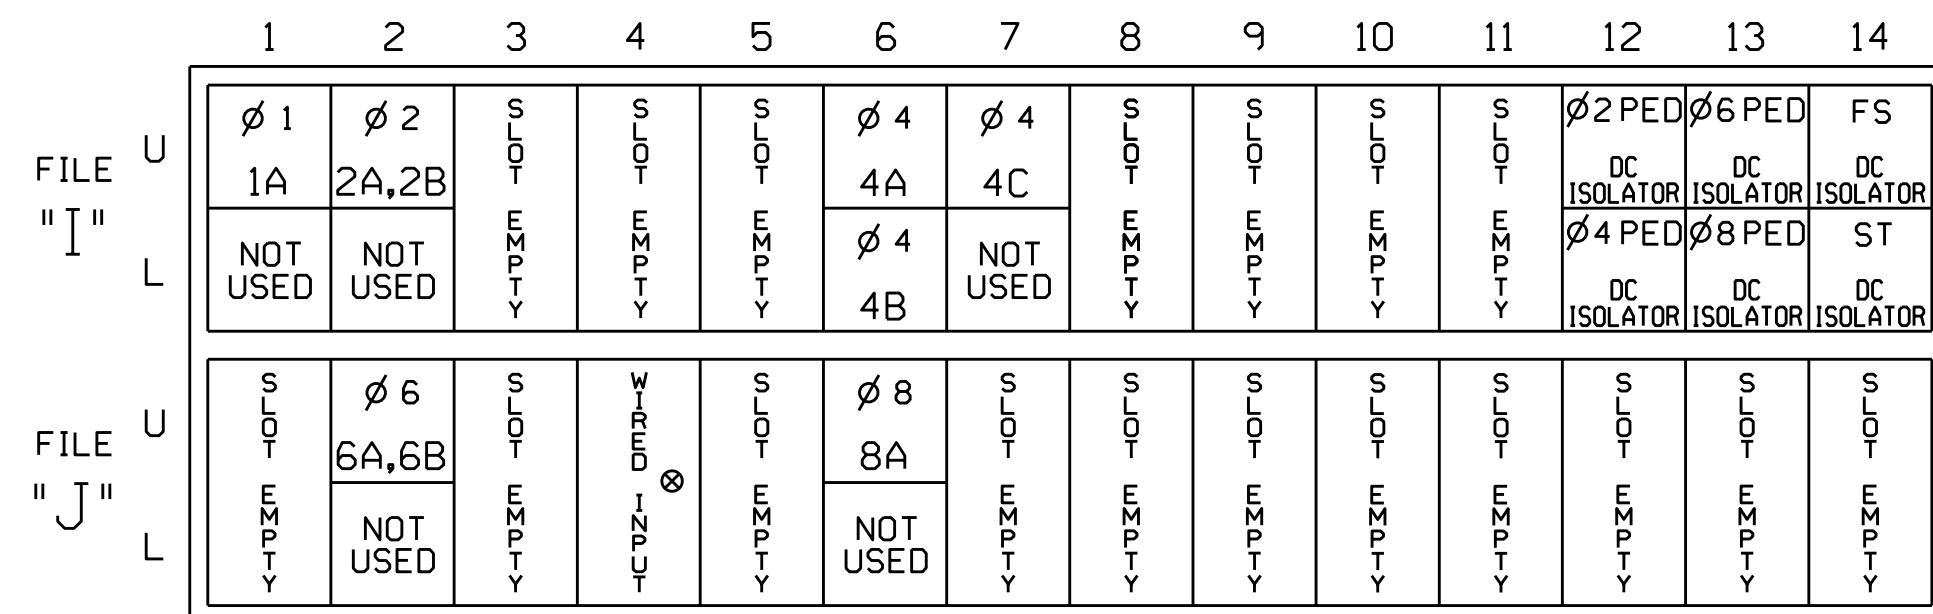 1 2 3 4 5 6 7 8 9 10 11 12 13 14
FILE "I"
U
Ø 1 1A
Ø 2 2A,2B
SLOT EMPTY
SLOT EMPTY
SLOT EMPTY
Ø 4 4A
Ø 4 4C
SLOT EMPTY
SLOT EMPTY
SLOT EMPTY
SLOT EMPTY
Ø2 PED DC ISOLATOR
Ø6 PED DC ISOLATOR
FS DC ISOLATOR
L
NOT USED
NOT USED
Ø 4 4B
NOT USED
Ø4 PED DC ISOLATOR
Ø8 PED DC ISOLATOR
ST DC ISOLATOR
FILE "J"
U
SLOT EMPTY
Ø 6 6A,6B
SLOT EMPTY
WIRED INPUT ⊗
SLOT EMPTY
Ø 8 8A
SLOT EMPTY
SLOT EMPTY
SLOT EMPTY
SLOT EMPTY
SLOT EMPTY
SLOT EMPTY
SLOT EMPTY
SLOT EMPTY
L
NOT USED
NOT USED